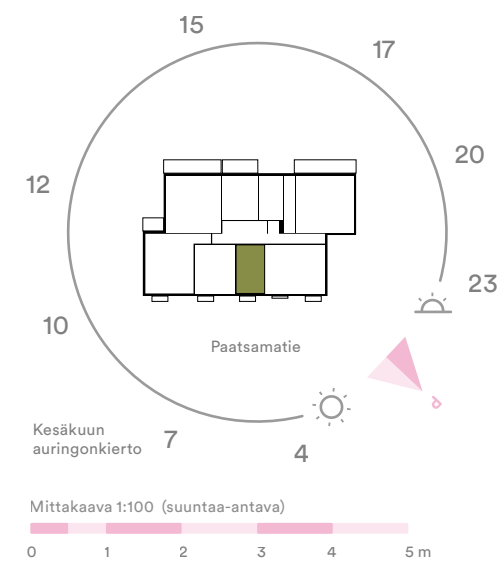 15
17
20
12
23
10
Paatsamatie
P
Kesäkuun
auringonkierto
7
4
Mittakaava 1:100 (suuntaa-antava)
0 1 2 3 4 5 m